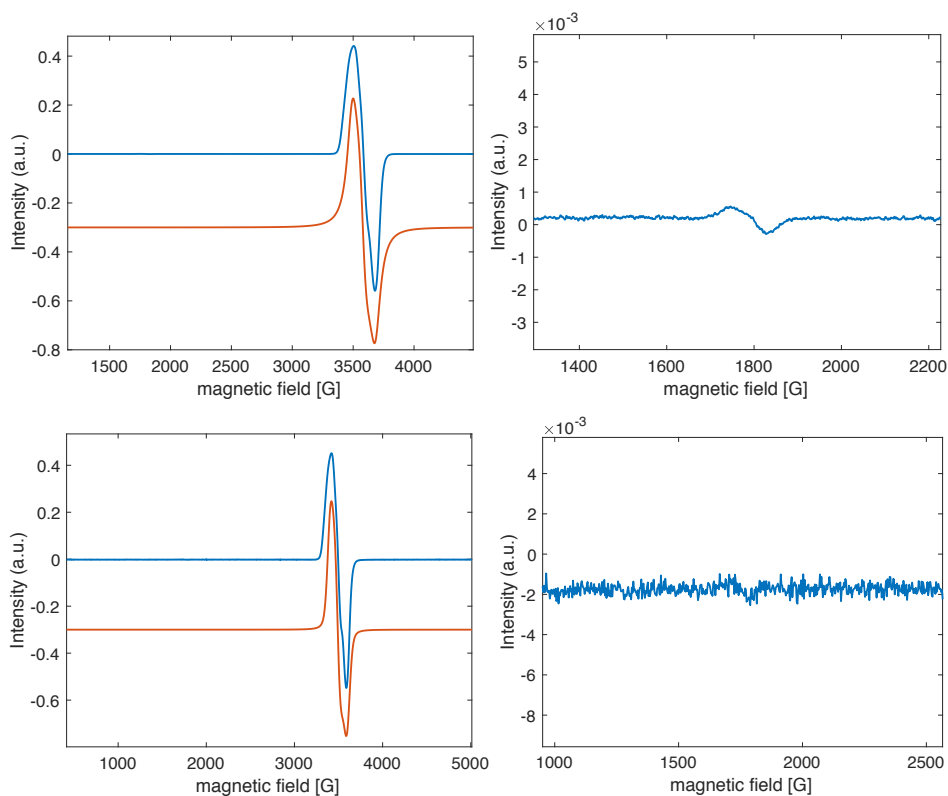 0.4
0.2
0
-0.2
-0.4
-0.6
-0.8
Intensity (a.u.)
1500 2000 2500 3000 3500 4000
magnetic field [G]
×10-3
5
4
3
2
1
0
-1
-2
-3
Intensity (a.u.)
1400 1600 1800 2000 2200
magnetic field [G]
0.4
0.2
0
-0.2
-0.4
-0.6
Intensity (a.u.)
1000 2000 3000 4000 5000
magnetic field [G]
×10-3
4
2
0
-2
-4
-6
-8
Intensity (a.u.)
1000 1500 2000 2500
magnetic field [G]